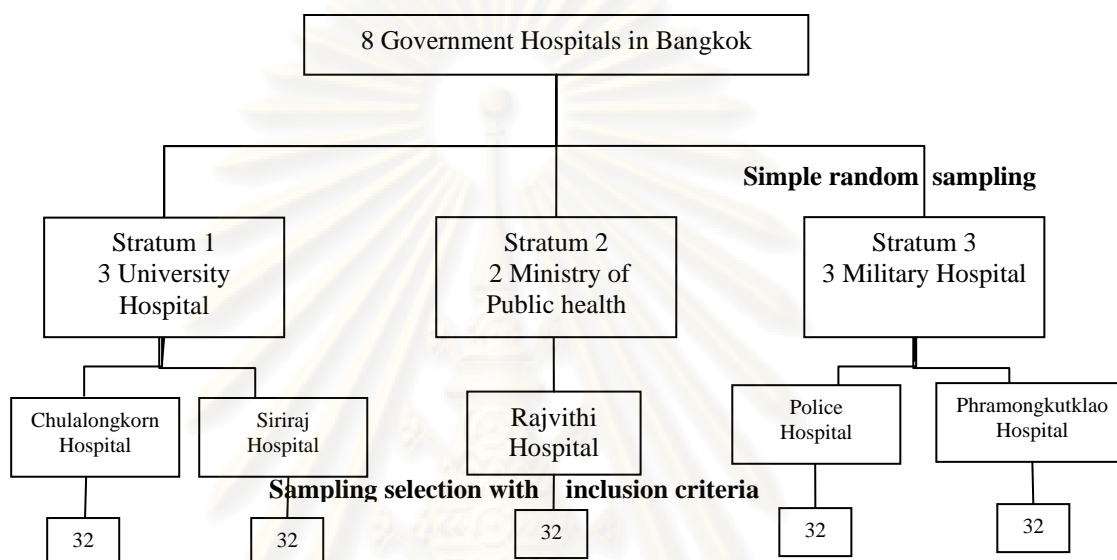 8 Government Hospitals in Bangkok
Simple random sampling
Stratum 1
3 University
Hospital
Stratum 2
2 Ministry of
Public health
Stratum 3
3 Military Hospital
Chulalongkorn
Hospital
Siriraj
Hospital
Rajvithi
Hospital
Police
Hospital
Phramongkutklao
Hospital
Sampling selection with inclusion criteria
32
32
32
32
32